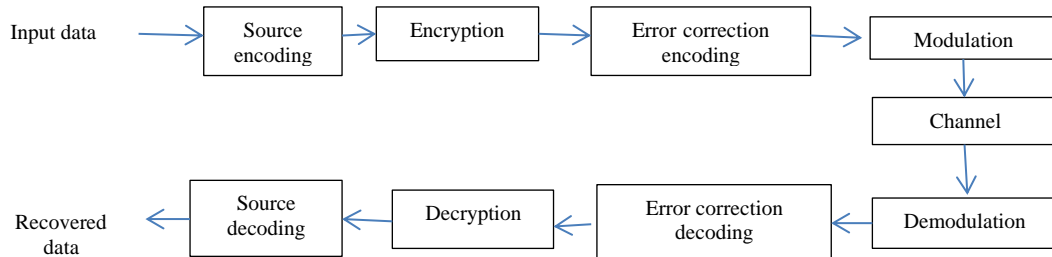 Input data
Source
encoding
Encryption
Error correction
encoding
Modulation
Channel
Demodulation
Error correction
decoding
Decryption
Source
decoding
Recovered
data